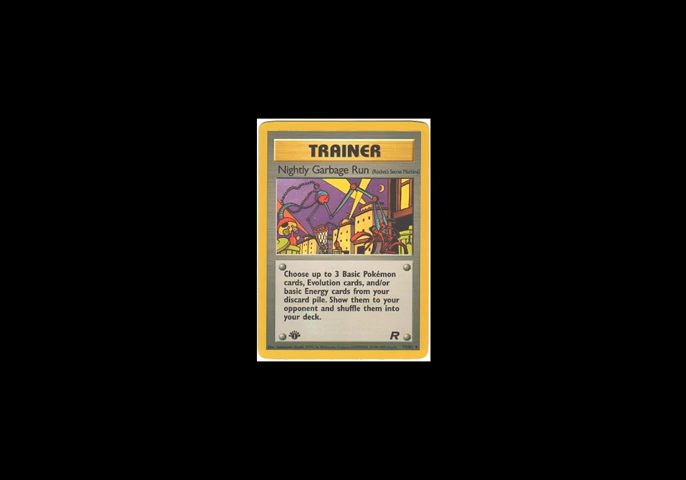 TRAINER
Nightly Garbage Run
Choose up to 3 Basic Pokémon
cards, Evolution cards, and/or
basic Energy cards from your
discard pile. Show them to your
opponent and shuffle them into
your deck.
R